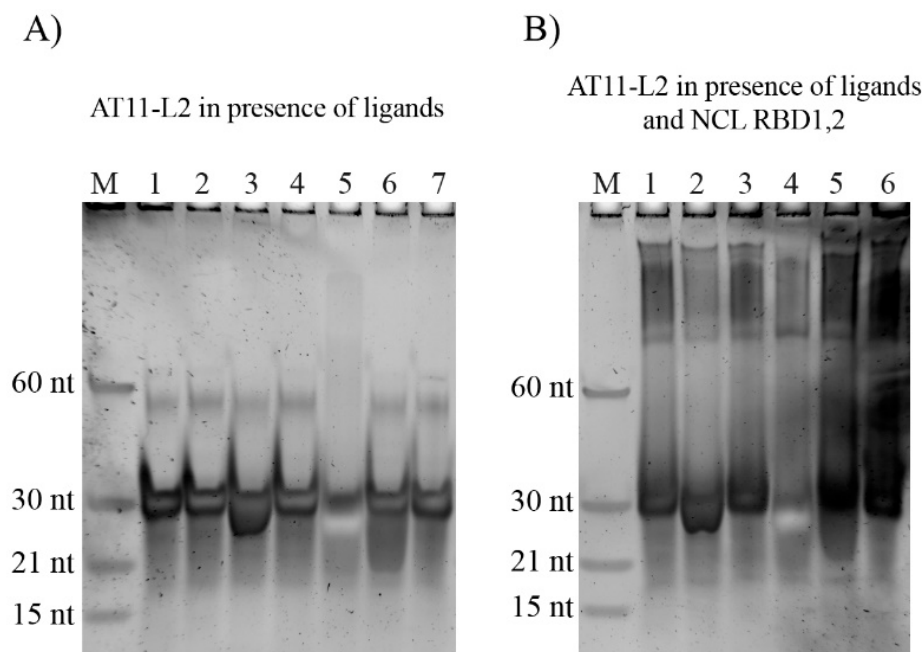 A)
AT11-L2 in presence of ligands
M 1 2 3 4 5 6 7
60 nt
30 nt
21 nt
15 nt
B)
AT11-L2 in presence of ligands
and NCL RBD1,2
M 1 2 3 4 5 6
60 nt
30 nt
21 nt
15 nt